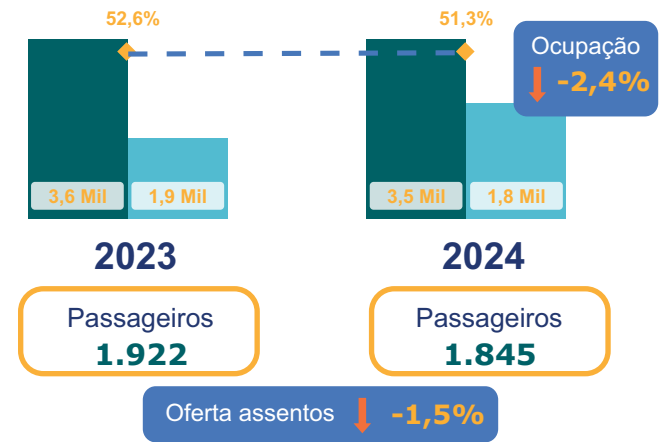 52,6%
51,3%
Ocupação
-2,4%
3,6 Mil
1,9 Mil
3,5 Mil
1,8 Mil
2023
2024
Passageiros
1.922
Passageiros
1.845
Oferta assentos -1,5%